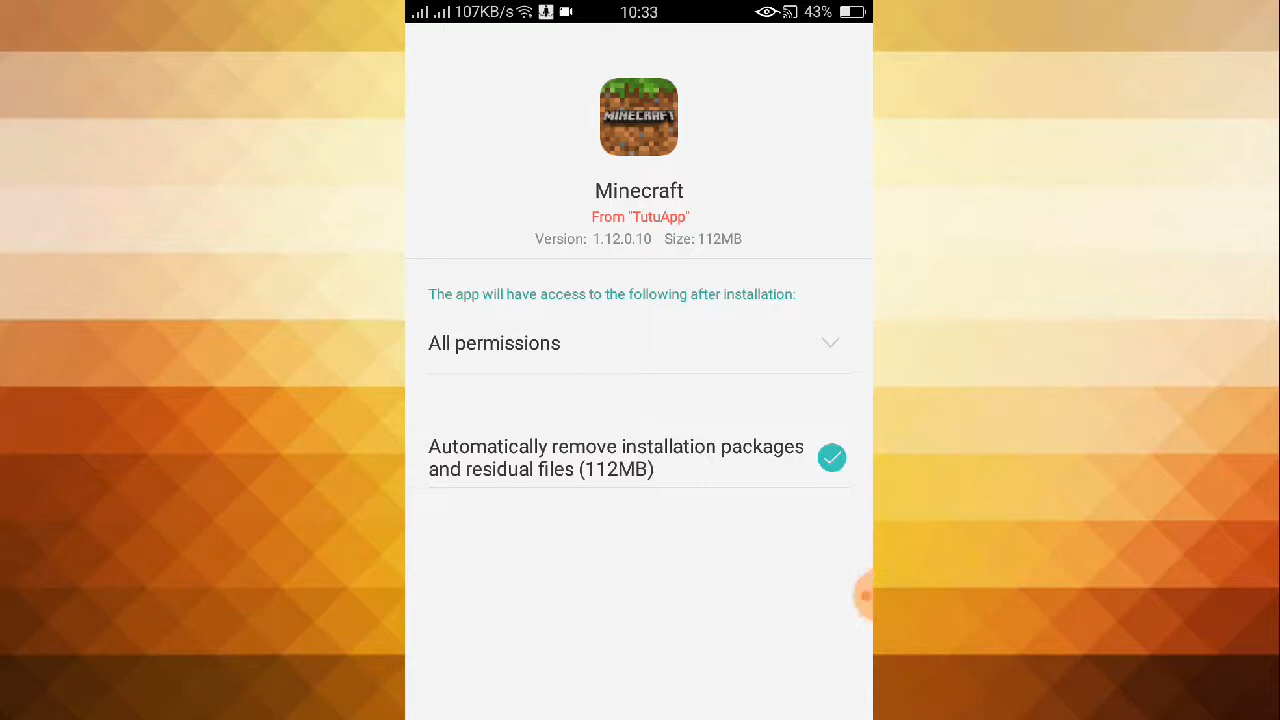 107KB/s 10:33 43%
MINECRAFT
Minecraft
From "TutuApp"
Version: 1.12.0.10 Size: 112MB
The app will have access to the following after installation:
All permissions
Automatically remove installation packages
and residual files (112MB)